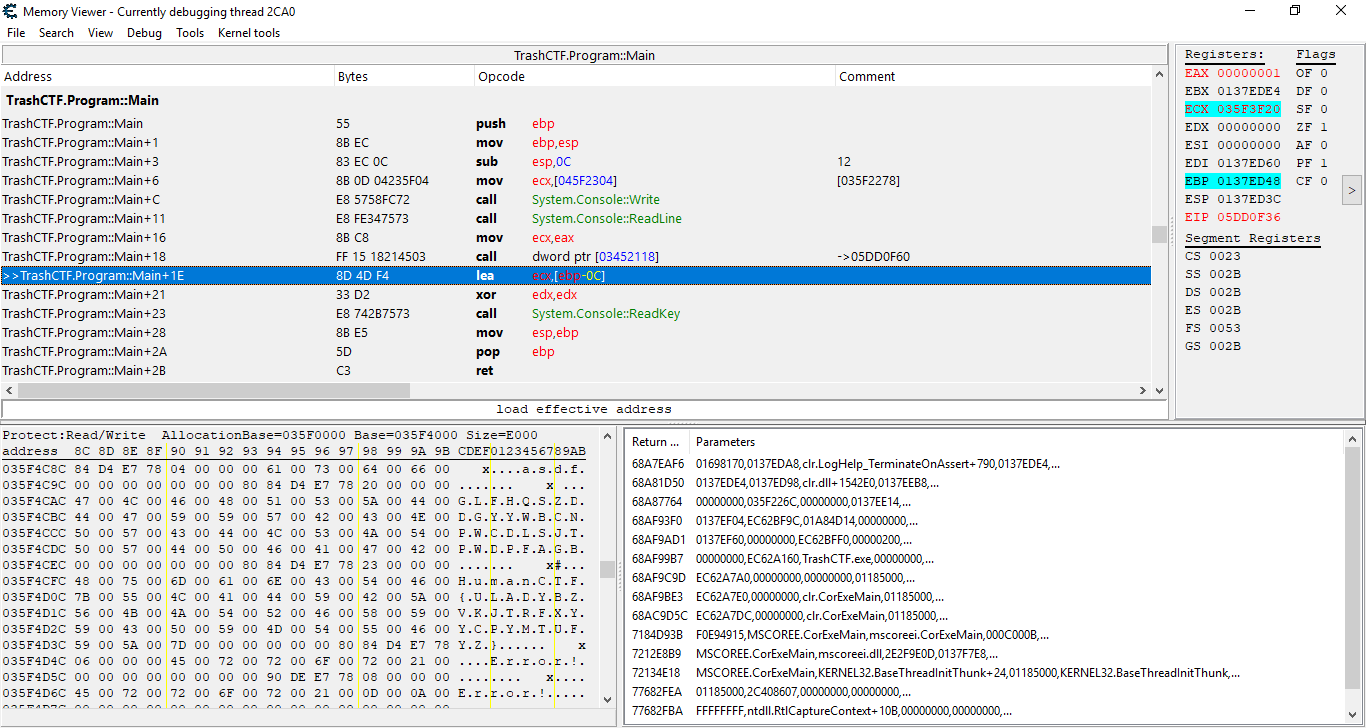 Memory Viewer - Currently debugging thread 2CA0
File Search View Debug Tools Kernel tools
TrashCTF.Program::Main
Address Bytes Opcode Comment
TrashCTF.Program::Main
TrashCTF.Program::Main 55 push ebp
TrashCTF.Program::Main+1 8B EC mov ebp,esp
TrashCTF.Program::Main+3 83 EC 0C sub esp,0C 12
TrashCTF.Program::Main+6 8B 0D 04235F04 mov ecx,[045F2304] [035F2278]
TrashCTF.Program::Main+C E8 5758FC72 call System.Console::Write
TrashCTF.Program::Main+11 E8 FE347573 call System.Console::ReadLine
TrashCTF.Program::Main+16 8B C8 mov ecx,eax
TrashCTF.Program::Main+18 FF 15 18214503 call dword ptr [03452118] ->05DD0F60
>>TrashCTF.Program::Main+1E 8D 4D F4 lea ecx,[ebp-0C]
TrashCTF.Program::Main+21 33 D2 xor edx,edx
TrashCTF.Program::Main+23 E8 742B7573 call System.Console::ReadKey
TrashCTF.Program::Main+28 8B E5 mov esp,ebp
TrashCTF.Program::Main+2A 5D pop ebp
TrashCTF.Program::Main+2B C3 ret
load effective address
Registers: Flags
EAX 00000001 OF 0
EBX 0137EDE4 DF 0
ECX 035F3F20 SF 0
EDX 00000000 ZF 1
ESI 00000000 AF 0
EDI 0137ED60 PF 1
EBP 0137ED48 CF 0
ESP 0137ED3C
EIP 05DD0F36
>
Segment Registers
CS 0023
SS 002B
DS 002B
ES 002B
FS 0053
GS 002B
Protect:Read/Write AllocationBase=035F0000 Base=035F4000 Size=E000
address 8C 8D 8E 8F 90 91 92 93 94 95 96 97 98 99 9A 9B CDEF0123456789AB
035F4C8C 84 D4 E7 78 04 00 00 00 61 00 73 00 64 00 66 00 x....a.s.d.f.
035F4C9C 00 00 00 00 00 00 80 84 D4 E7 78 20 00 00 00 ....... x ...
035F4CAC 47 00 4C 00 46 00 48 00 51 00 53 00 5A 00 44 00 G.L.F.H.Q.S.Z.D.
035F4CBC 44 00 47 00 59 00 59 00 57 00 42 00 43 00 4E 00 D.G.Y.Y.W.B.C.N.
035F4CCC 50 00 57 00 43 00 44 00 4C 00 53 00 4A 00 54 00 P.W.C.D.L.S.J.T.
035F4CDC 50 00 57 00 44 00 50 00 46 00 41 00 47 00 42 00 P.W.D.P.F.A.G.B.
035F4CEC 00 00 00 00 00 00 00 80 84 D4 E7 78 23 00 00 00 ....... x#...
035F4CFC 48 00 75 00 6D 00 61 00 6E 00 43 00 54 00 46 00 H.u.m.a.n.C.T.F.
035F4D0C 7B 00 55 00 4C 00 41 00 44 00 59 00 42 00 5A 00 {.U.L.A.D.Y.B.Z.
035F4D1C 56 00 4B 00 4A 00 54 00 52 00 46 00 58 00 59 00 V.K.J.T.R.F.X.Y.
035F4D2C 59 00 43 00 50 00 59 00 4D 00 54 00 55 00 46 00 Y.C.P.Y.M.T.U.F.
035F4D3C 59 00 5A 00 7D 00 00 00 00 00 00 80 84 D4 E7 78 Y.Z.}...... x
035F4D4C 06 00 00 00 45 00 72 00 72 00 6F 00 72 00 21 00 ....E.r.r.o.r.!.
035F4D5C 00 00 00 00 00 00 00 90 DE E7 78 08 00 00 00 ....... x....
035F4D6C 45 00 72 00 72 00 6F 00 72 00 21 00 0D 00 0A 00 E.r.r.o.r.!.....
Return ... Parameters
68A7EAF6 01698170,0137EDA8,clr.LogHelp_TerminateOnAssert+790,0137EDE4,...
68A81D50 0137EDE4,0137ED98,clr.dll+1542E0,0137EEB8,...
68A87764 00000000,035F226C,00000000,0137EE14,...
68AF93F0 0137EF04,EC62BF9C,01A84D14,00000000,...
68AF9AD1 0137EF60,00000000,EC62BFF0,00000200,...
68AF99B7 00000000,EC62A160,TrashCTF.exe,00000000,...
68AF9C9D EC62A7A0,00000000,00000000,01185000,...
68AF9BE3 EC62A7E0,00000000,clr.CorExeMain,01185000,...
68AC9D5C EC62A7DC,00000000,clr.CorExeMain,01185000,...
7184D93B F0E94915,MSCOREE.CorExeMain,mscoreei.CorExeMain,000C000B,...
7212E8B9 MSCOREE.CorExeMain,mscoreei.dll,2E2F9E0D,0137F7E8,...
72134E18 MSCOREE.CorExeMain,KERNEL32.BaseThreadInitThunk+24,01185000,KERNEL32.BaseThreadInitThunk,...
77682FEA 01185000,2C408607,00000000,00000000,...
77682FBA FFFFFFFF,ntdll.RtlCaptureContext+10B,00000000,00000000,...